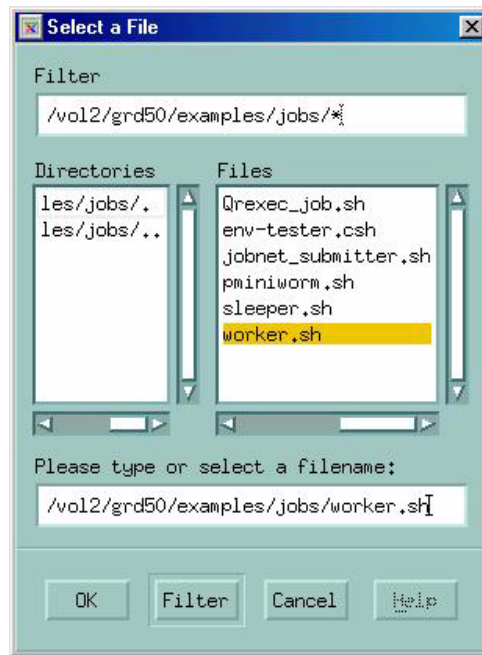 Select a File
Filter
/vol2/grd50/examples/jobs/*
Directories
Files
les/jobs/.
les/jobs/..
Qrexec_job.sh
env-tester.csh
jobnet_submitter.sh
pminiworm.sh
sleeper.sh
worker.sh
Please type or select a filename:
/vol2/grd50/examples/jobs/worker.sh
OK
Filter
Cancel
Help